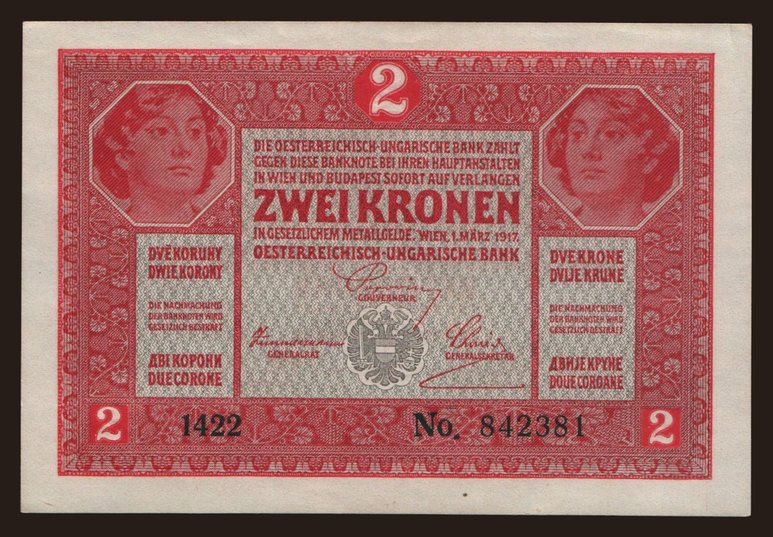 2
DIE OESTERREICHISCH-UNGARISCHE BANK ZAHLT
GEGEN DIESE BANKNOTE BEI IHREN HAUPTANSTALTEN
IN WIEN UND BUDAPEST SOFORT AUF VERLANGEN
ZWEI KRONEN
IN GESETZLICHEM METALLGELDE. WIEN, 1. MÄRZ 1917.
OESTERREICHISCH-UNGARISCHE BANK
GOUVERNEUR
GENERALRAT
GENERALSEKRETÄR
DVĚ KORUNY
DWIE KORONY
DIE NACHMACHUNG
DER BANKNOTEN WIRD
GESETZLICH BESTRAFT
ДВІ КОРОНИ
DUE CORONE
DVE KRONE
DVIJE KRUNE
DIE NACHMACHUNG
DER BANKNOTEN WIRD
GESETZLICH BESTRAFT
ДВИЈЕ КРУНЕ
DOUE COROANE
2
1422
No. 842381
2